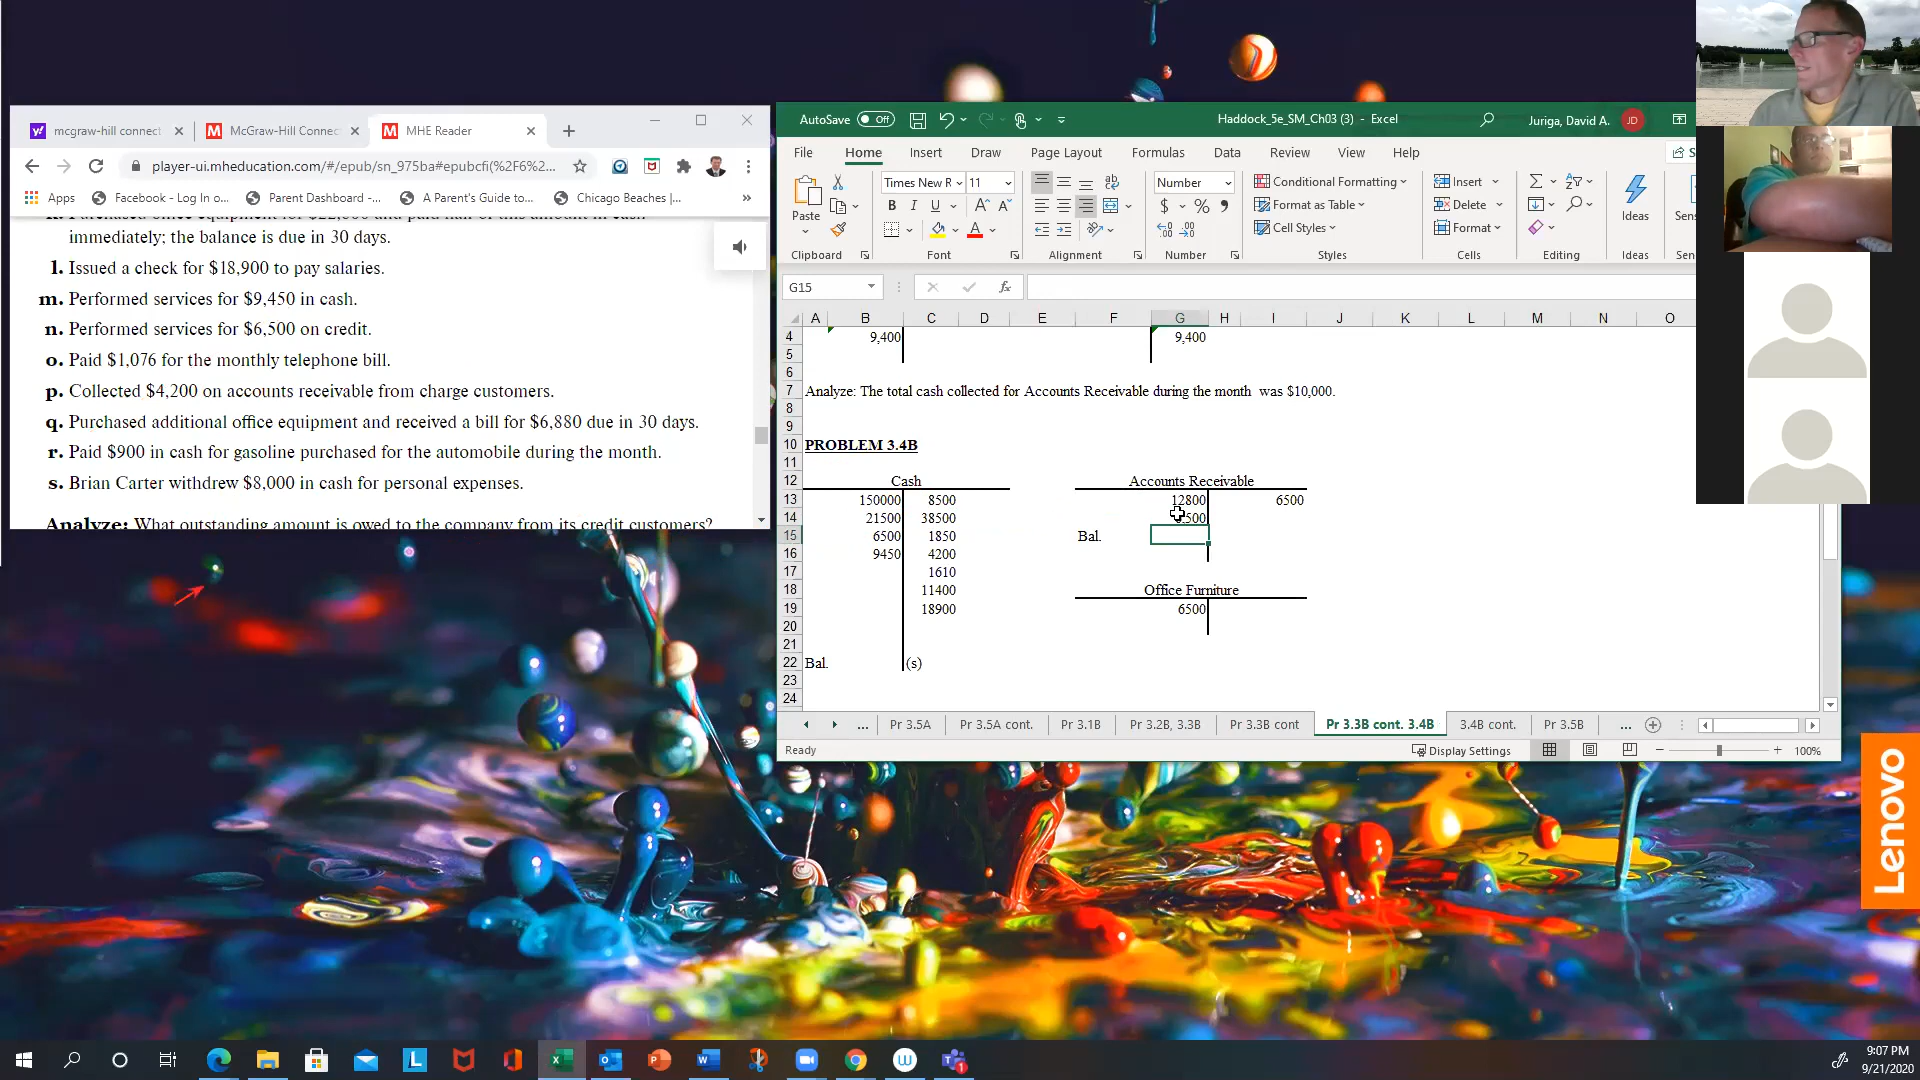 mcgraw-hill connect
McGraw-Hill Connec
MHE Reader
player-ui.mheducation.com/#/epub/sn_975ba#epubcfi(%2F6%2...
Apps
Facebook - Log In o...
Parent Dashboard -...
A Parent's Guide to...
Chicago Beaches |...
immediately; the balance is due in 30 days.
l. Issued a check for $18,900 to pay salaries.
m. Performed services for $9,450 in cash.
n. Performed services for $6,500 on credit.
o. Paid $1,076 for the monthly telephone bill.
p. Collected $4,200 on accounts receivable from charge customers.
q. Purchased additional office equipment and received a bill for $6,880 due in 30 days.
r. Paid $900 in cash for gasoline purchased for the automobile during the month.
s. Brian Carter withdrew $8,000 in cash for personal expenses.
Analyze: What outstanding amount is owed to the company from its credit customers?
AutoSave Off
Haddock_5e_SM_Ch03 (3) - Excel
Juriga, David A. JD
File Home Insert Draw Page Layout Formulas Data Review View Help
Paste
Clipboard
Times New R 11
B I U
Font
Alignment
Number
$ %
Number
Conditional Formatting
Format as Table
Cell Styles
Styles
Insert
Delete
Format
Cells
Editing
Ideas
Ideas
G15
fx
A B C D E F G H I J K L M N O
4 9,400 9,400
5
6
7 Analyze: The total cash collected for Accounts Receivable during the month was $10,000.
8
9
10 PROBLEM 3.4B
11
12 Cash Accounts Receivable
13 150000 8500 12800 6500
14 21500 38500
15 6500 1850 Bal.
16 9450 4200
17 1610
18 11400 Office Furniture
19 18900 6500
20
21
22 Bal. (s)
23
24
... Pr 3.5A Pr 3.5A cont. Pr 3.1B Pr 3.2B, 3.3B Pr 3.3B cont Pr 3.3B cont. 3.4B 3.4B cont. Pr 3.5B ...
Ready
Display Settings
100%
Lenovo
9:07 PM
9/21/2020